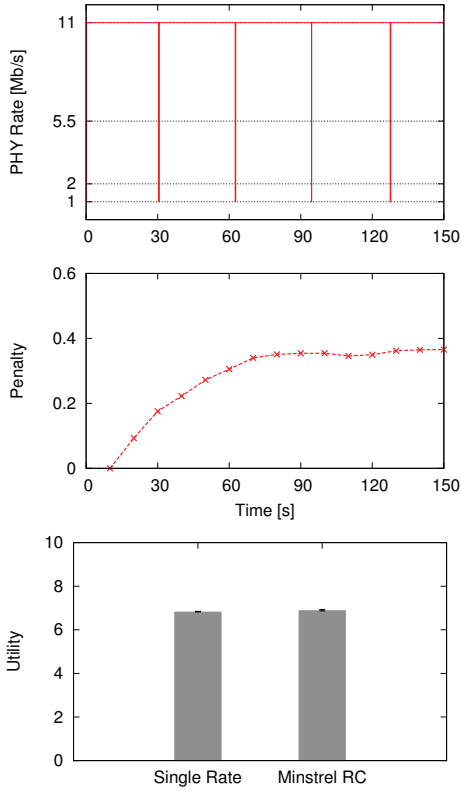 PHY Rate [Mb/s]
11
5.5
2
1
0 30 60 90 120 150
Penalty
0.6
0.4
0.2
0
0 30 60 90 120 150
Time [s]
Utility
10
8
6
4
2
0
Single Rate Minstrel RC